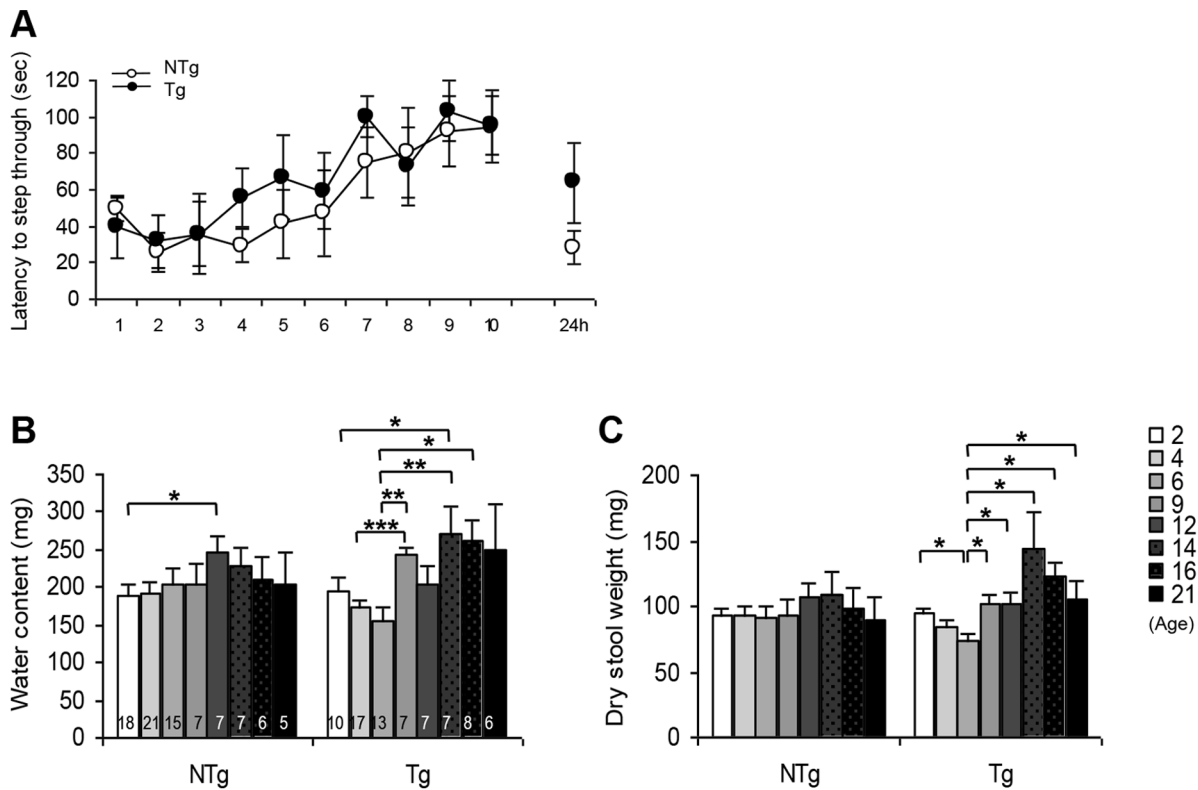 A
Latency to step through (sec)
NTg
Tg
120
100
80
60
40
20
0
1 2 3 4 5 6 7 8 9 10 24h
B
Water content (mg)
350
300
250
200
150
100
50
0
*
*
*
**
**
***
18 21 15 7 7 7 6 5
10 17 13 7 7 7 8 6
NTg Tg
C
Dry stool weight (mg)
200
150
100
50
0
*
*
*
*
* *
NTg Tg
2
4
6
9
12
14
16
21
(Age)